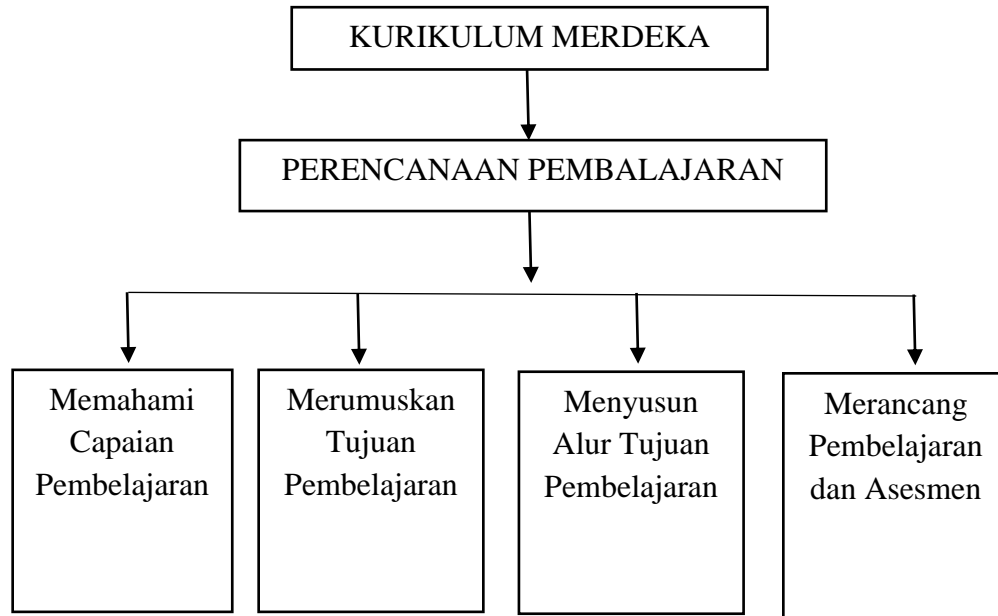 KURIKULUM MERDEKA
PERENCANAAN PEMBALAJARAN
Memahami
Capaian
Pembelajaran
Merumuskan
Tujuan
Pembelajaran
Menyusun
Alur Tujuan
Pembelajaran
Merancang
Pembelajaran
dan Asesmen